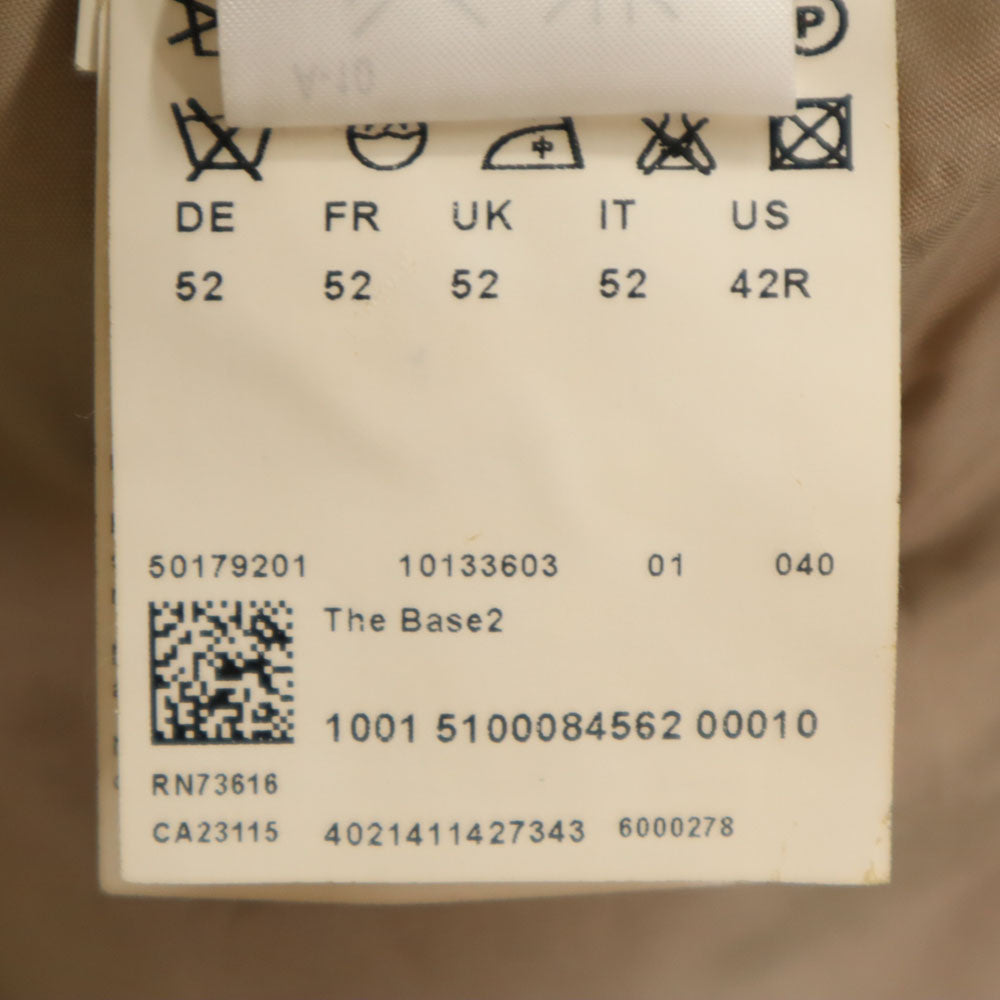 P
中
DE FR UK IT US
52 52 52 52 42R
50179201 10133603 01 040
The Base2
1001 5100084562 00010
RN73616
CA23115 4021411427343 6000278